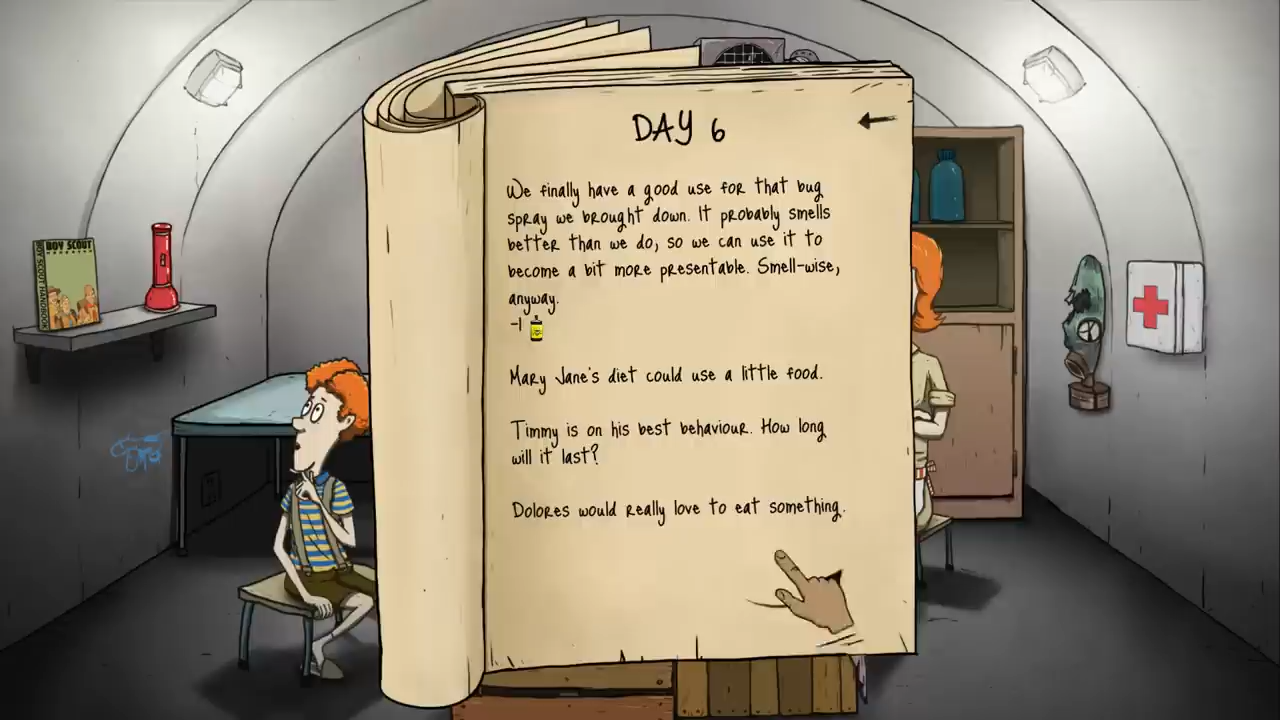 DAY 6
We finally have a good use for that bug
spray we brought down. It probably smells
better than we do, so we can use it to
become a bit more presentable. Smell-wise,
anyway.
-1
Mary Jane's diet could use a little food.
Timmy is on his best behaviour. How long
will it last?
Dolores would really love to eat something.
BOY SCOUT
BOY SCOUT HANDBOOK